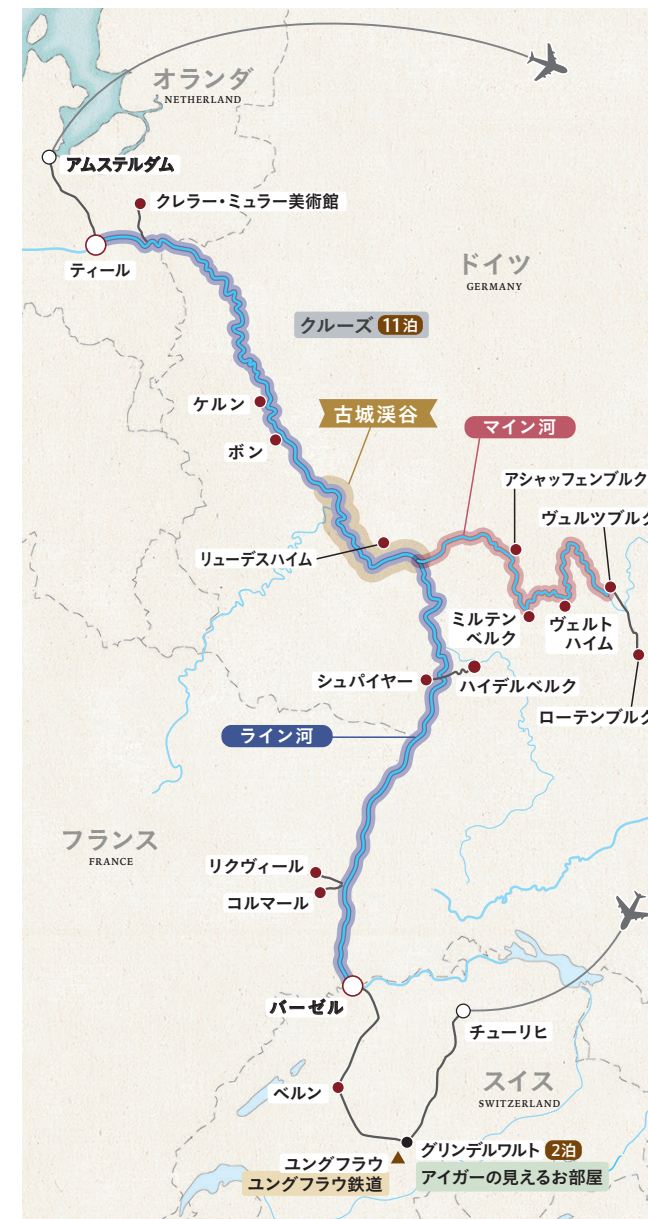 オランダ
NETHERLAND
アムステルダム
クレラー・ミュラー美術館
ティール
ドイツ
GERMANY
クルーズ 11泊
ケルン
古城渓谷
マイン河
ボン
アシャッフェンブルク
ヴュルツブルク
リューデスハイム
ミルテン
ベルク
ヴェルト
ハイム
シュパイヤー
ハイデルベルク
ローテンブルク
ライン河
フランス
FRANCE
リクヴィール
コルマール
バーゼル
チューリヒ
スイス
SWITZERLAND
ベルン
グリンデルワルト 2泊
アイガーの見えるお部屋
ユングフラウ
ユングフラウ鉄道